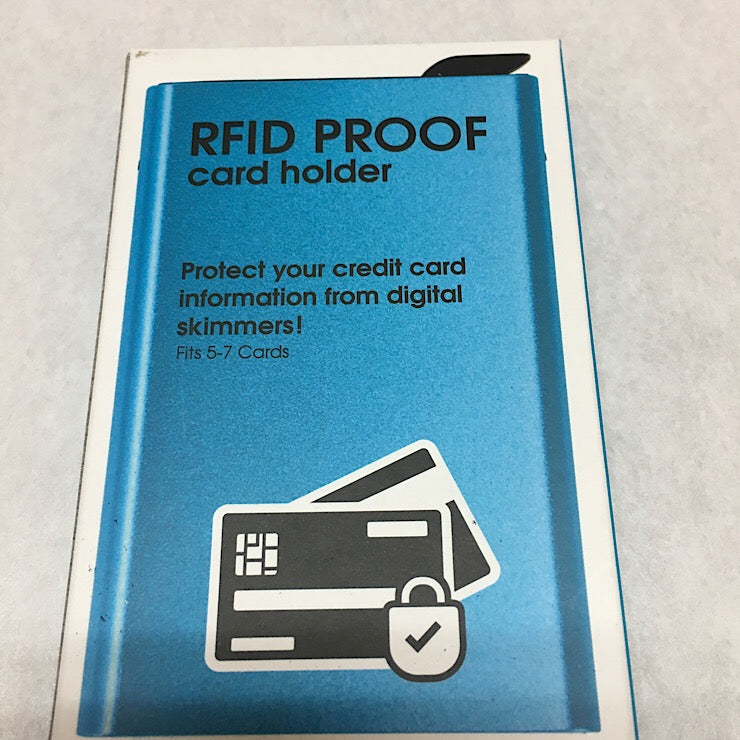 RFID PROOF
card holder
Protect your credit card
information from digital
skimmers!
Fits 5-7 Cards